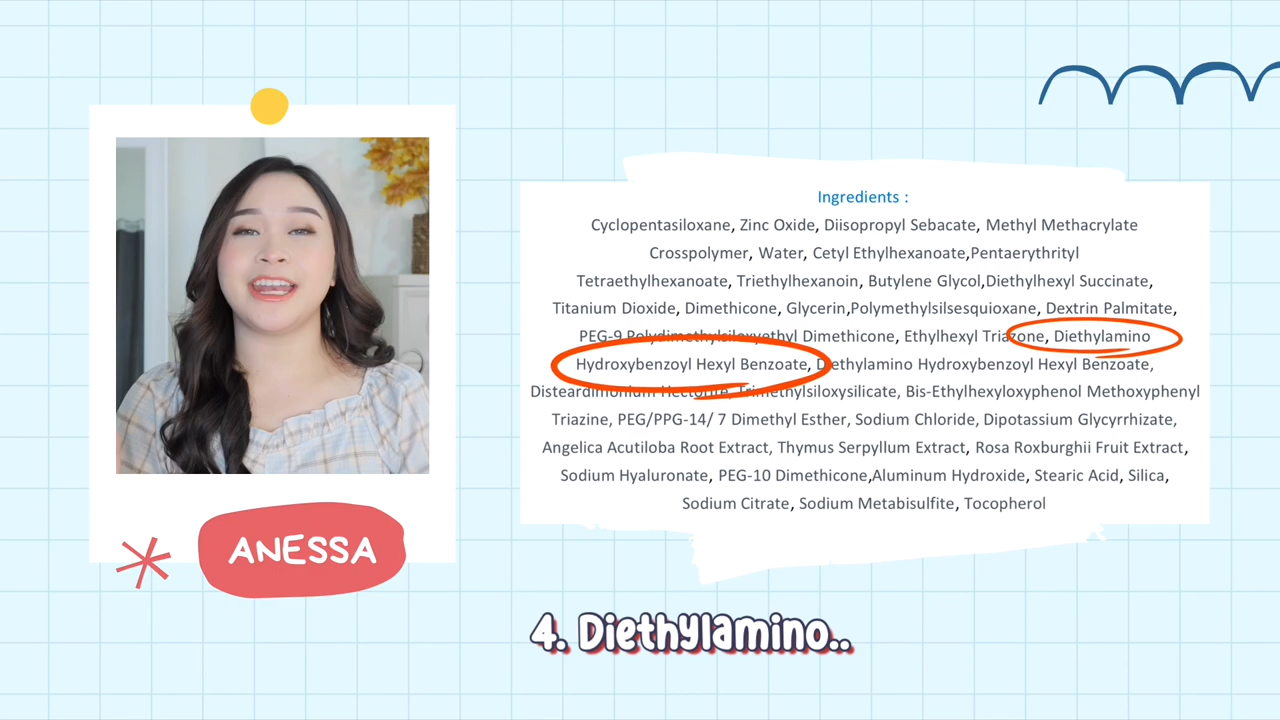 Ingredients :
Cyclopentasiloxane, Zinc Oxide, Diisopropyl Sebacate, Methyl Methacrylate
Crosspolymer, Water, Cetyl Ethylhexanoate,Pentaerythrityl
Tetraethylhexanoate, Triethylhexanoin, Butylene Glycol,Diethylhexyl Succinate,
Titanium Dioxide, Dimethicone, Glycerin,Polymethylsilsesquioxane, Dextrin Palmitate,
PEG-9 Polydimethylsiloxyethyl Dimethicone, Ethylhexyl Triazone, Diethylamino
Hydroxybenzoyl Hexyl Benzoate, Diethylamino Hydroxybenzoyl Hexyl Benzoate,
Disteardimonium Hectorite, Trimethylsiloxysilicate, Bis-Ethylhexyloxyphenol Methoxyphenyl
Triazine, PEG/PPG-14/ 7 Dimethyl Esther, Sodium Chloride, Dipotassium Glycyrrhizate,
Angelica Acutiloba Root Extract, Thymus Serpyllum Extract, Rosa Roxburghii Fruit Extract,
Sodium Hyaluronate, PEG-10 Dimethicone,Aluminum Hydroxide, Stearic Acid, Silica,
Sodium Citrate, Sodium Metabisulfite, Tocopherol
ANESSA
4. Diethylamino..